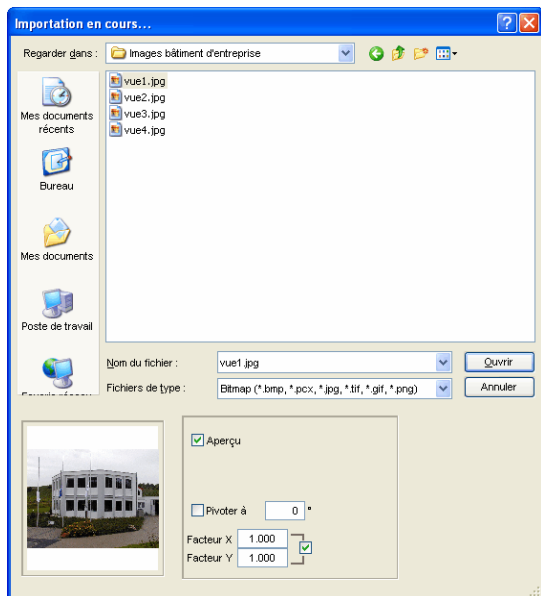 Importation en cours...
Regarder dans :
Images bâtiment d'entreprise
vue1.jpg
vue2.jpg
vue3.jpg
vue4.jpg
Mes documents
récents
Bureau
Mes documents
Poste de travail
Nom du fichier :
vue1.jpg
Ouvrir
Fichiers de type :
Bitmap (*.bmp, *.pcx, *.jpg, *.tif, *.gif, *.png)
Annuler
Aperçu
Pivoter à
0 °
Facteur X
1.000
Facteur Y
1.000